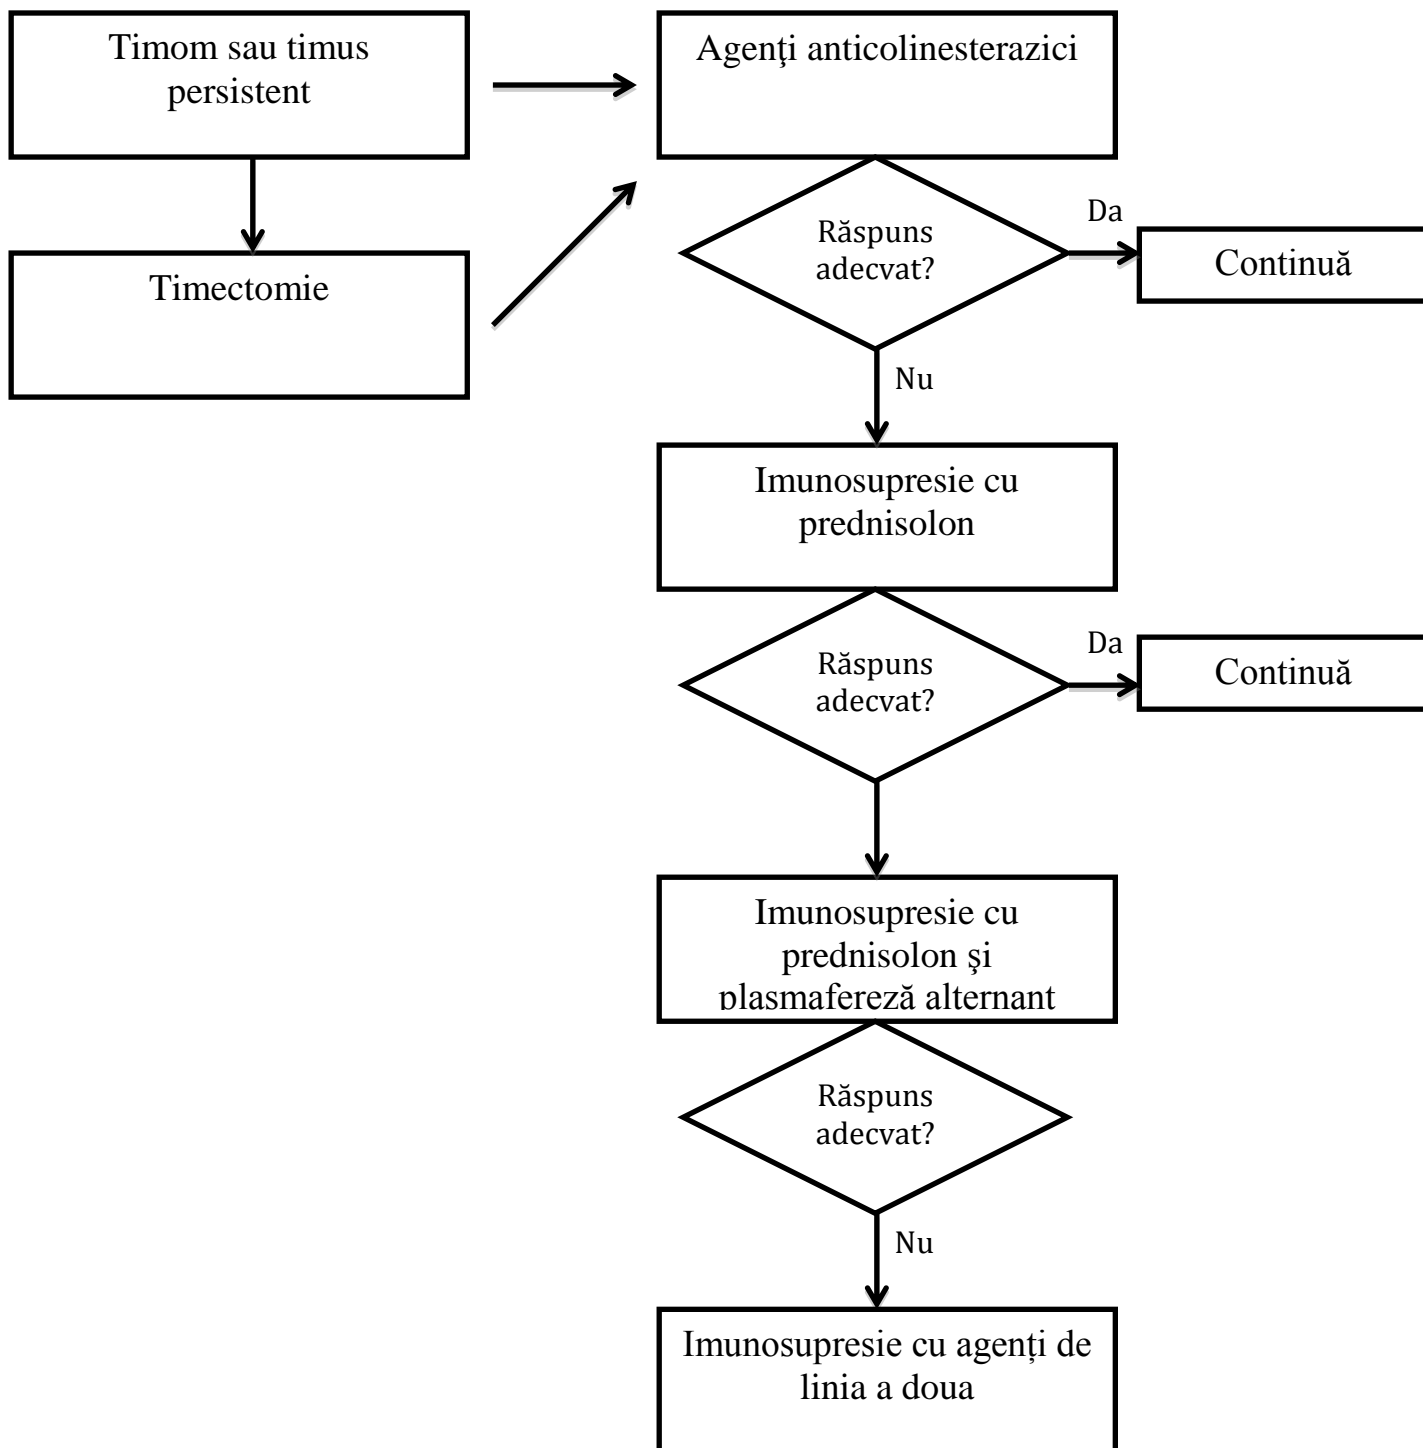 Timom sau timus
persistent
Agenţi anticolinesterazici
Răspuns
adecvat?
Da
Continuă
Timectomie
Nu
Imunosupresie cu
prednisolon
Răspuns
adecvat?
Da
Continuă
Imunosupresie cu
prednisolon şi
plasmafereză alternant
Răspuns
adecvat?
Nu
Imunosupresie cu agenți de
linia a doua